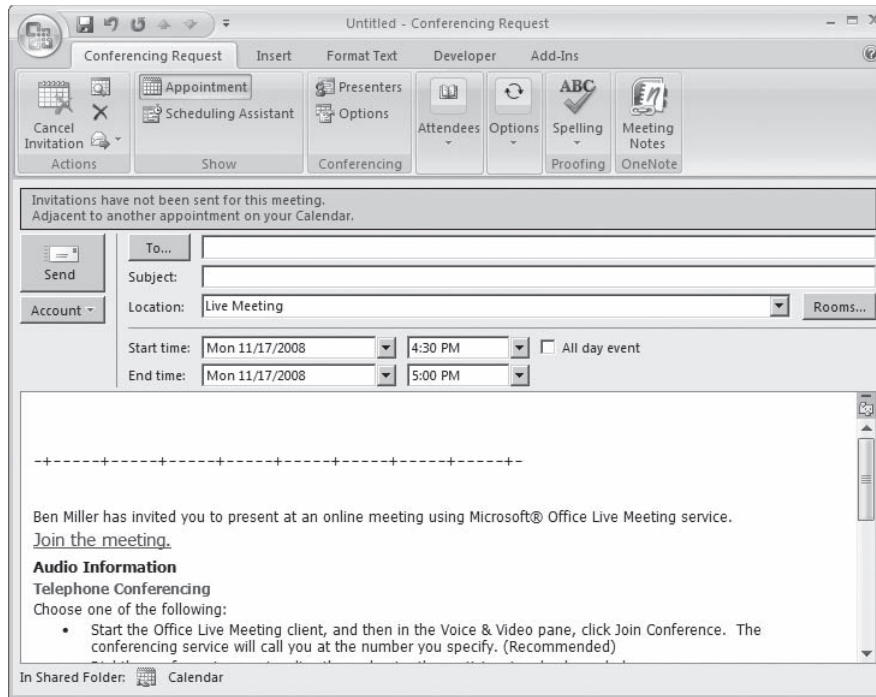 Untitled - Conferencing Request
Conferencing Request Insert Format Text Developer Add-Ins
Cancel Invitation
Appointment
Scheduling Assistant
Presenters
Options
Attendees
Options
ABC
Spelling
Meeting Notes
Actions Show Conferencing Proofing OneNote
Invitations have not been sent for this meeting.
Adjacent to another appointment on your Calendar.
Send
Account
To...
Subject:
Location: Live Meeting Rooms...
Start time: Mon 11/17/2008 4:30 PM All day event
End time: Mon 11/17/2008 5:00 PM
-+-----+-----+-----+-----+-----+-----+-----+-----+-
Ben Miller has invited you to present at an online meeting using Microsoft® Office Live Meeting service.
Join the meeting.
Audio Information
Telephone Conferencing
Choose one of the following:
• Start the Office Live Meeting client, and then in the Voice & Video pane, click Join Conference. The
conferencing service will call you at the number you specify. (Recommended)
In Shared Folder: Calendar